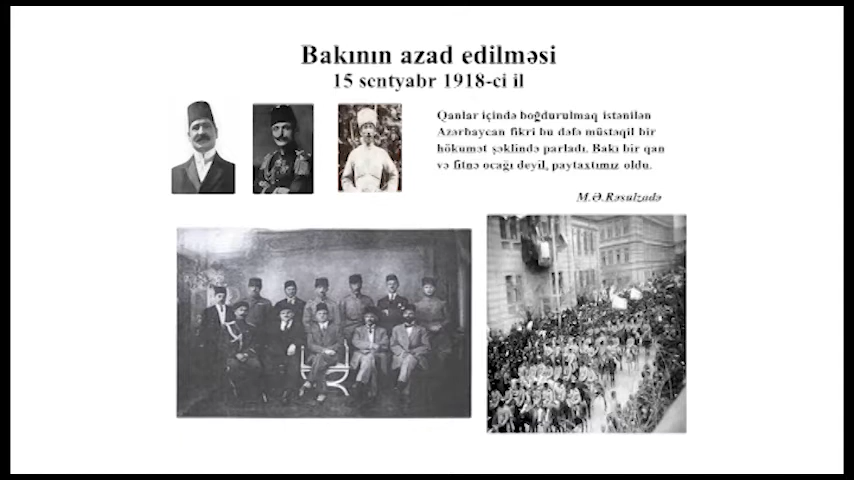 Bakının azad edilməsi
15 sentyabr 1918-ci il
Qanlar içində boğdurulmaq istənilən
Azərbaycan fikri bu dəfə müstəqil bir
hökumət şəklində parladı. Bakı bir qan
və fitnə ocağı deyil, paytaxtımız oldu.
M.Ə.Rəsulzadə